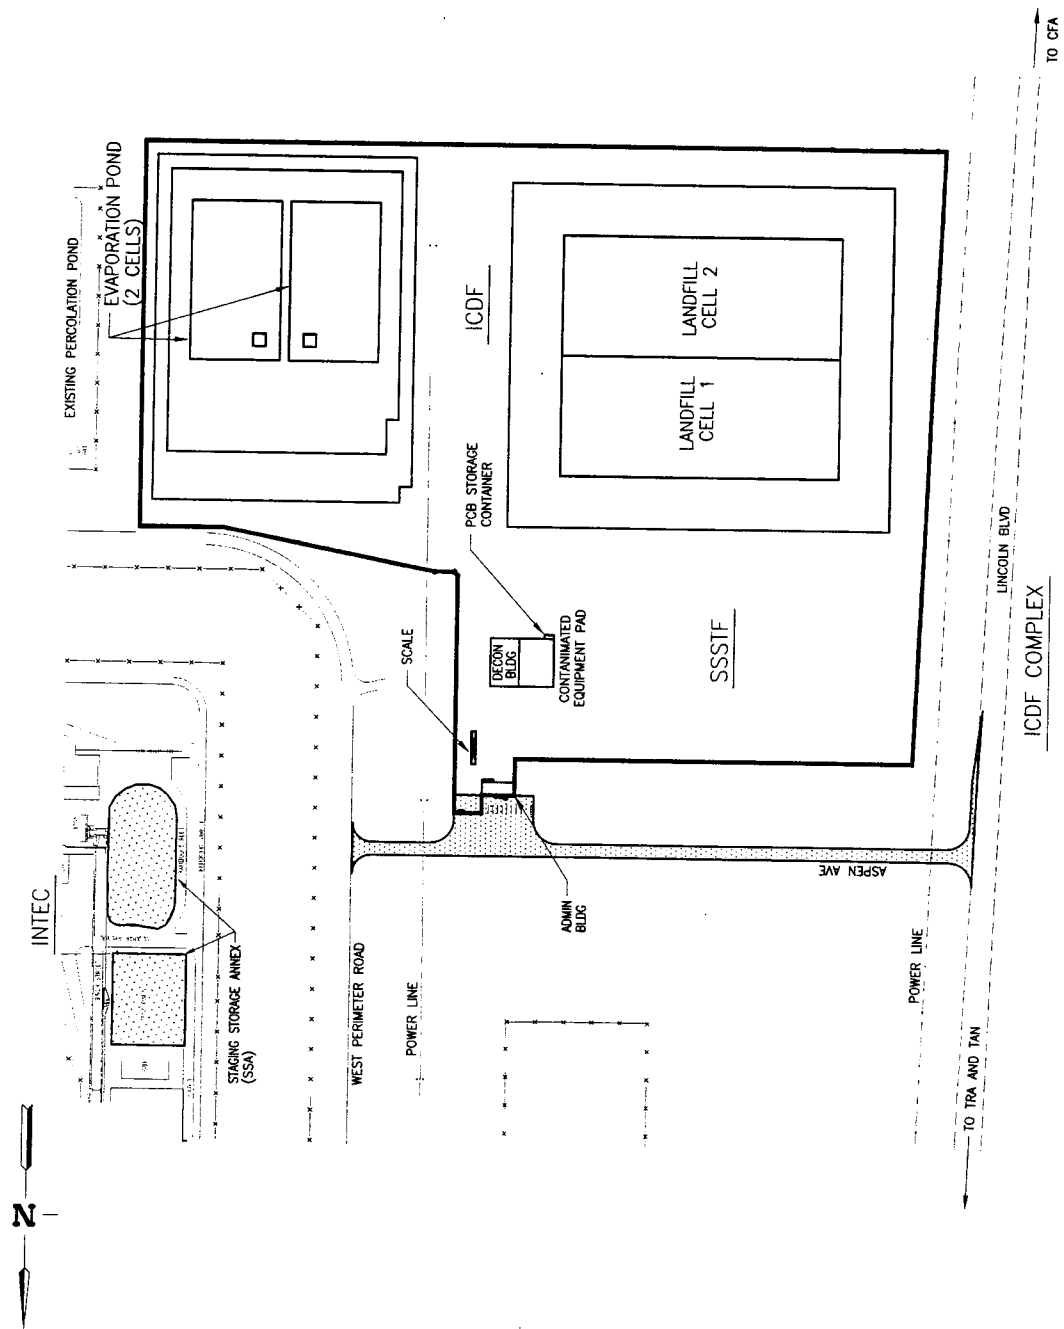 N
INTEC
STAGING STORAGE ANNEX
(SSA)
EXISTING PERCOLATION POND
EVAPORATION POND
(2 CELLS)
WEST PERIMETER ROAD
POWER LINE
SCALE
PCB STORAGE
CONTAINER
ICDF
DECON
BLDG
CONTANIMATED
EQUIPMENT PAD
ADMIN
BLDG
LANDFILL
CELL 1
LANDFILL
CELL 2
SSSTF
ASPEN AVE
POWER LINE
LINCOLN BLVD
TO TRA AND TAN
TO CFA
ICDF COMPLEX